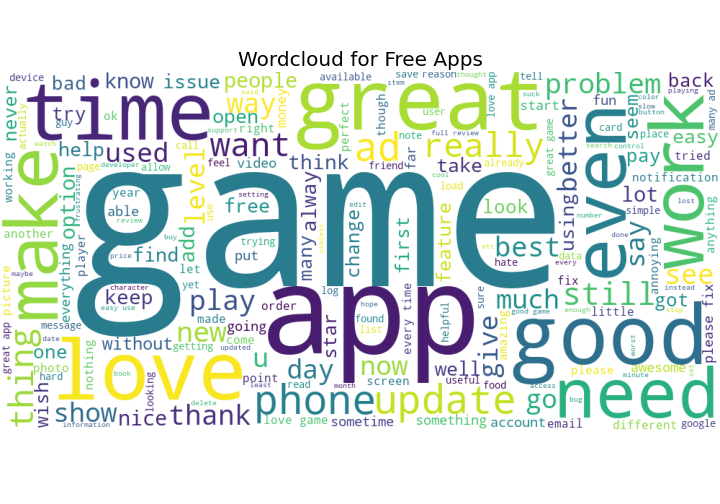 Wordcloud for Free Apps
device
bad
know
issue
people
available
save
reason
thought
tell
problem
back
never
actually
time
way
money
great
though
user
love app
suck
start
fun
color
slow
button
playing
many ad
try
guy
ok
open
said
item
perfect
note
full review
seem
card
place
work
easy
help
used
support
right
want
ad
really
great game
better
even
search
control
tried
working
watch
page
developer
call
feel
video
think
friend
far
take
already
using
pay
notification
make
option
frustrating
allow
level
use
game
cool
load
lot
simple
anything
year
able
review
setting
free
edit
look
number
say
done
lost
another
player
everything
add
buy
trying
put
many
alway
change
first
feature
etc
best
data
annoying
see
picture
maybe
price
find
let
yet
hate
every
fix
instead
character
keep
easy use
play
order
app
log
hope
sure
much
still
got
please fix
message
new
going
star
found
list
every time
helpful
amazing
good game
good
enough
little
stop
great app
date
one
without
getting
come
updated
u
give
worst
thing
photo
nothing
hard
love
point
day
now
well
please
awesome
wish
book
looking
read
least
screen
useful
food
minute
show
nice
delete
thank
month
phone
update
access
go
bug
need
set
information
love game
sometime
something
account
email
different
google